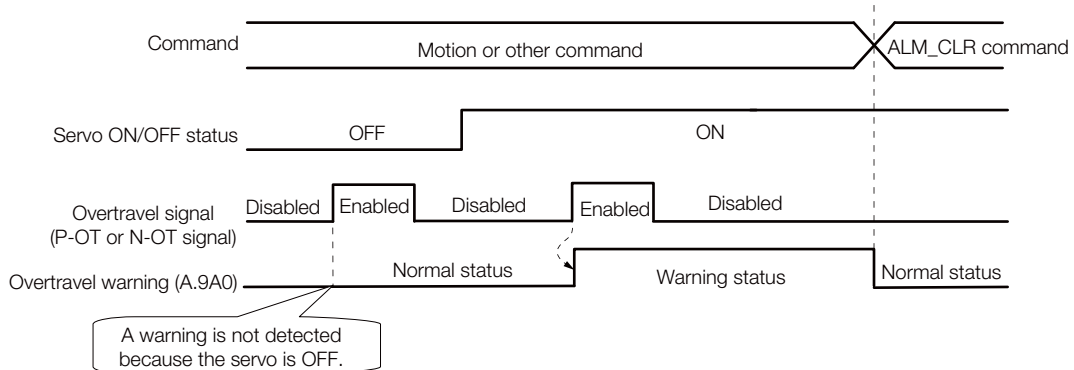 Command
Motion or other command
ALM_CLR command
Servo ON/OFF status
OFF
ON
Overtravel signal
(P-OT or N-OT signal)
Disabled
Enabled
Disabled
Enabled
Disabled
Overtravel warning (A.9A0)
Normal status
Warning status
Normal status
A warning is not detected
because the servo is OFF.